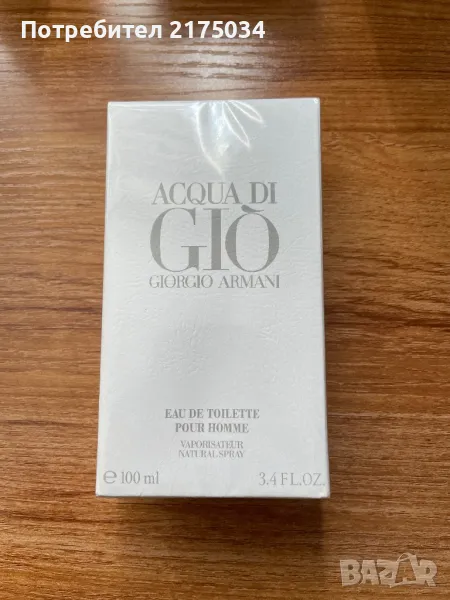 Потребител 2175034
ACQUA DI
GIÒ
GIORGIO ARMANI
EAU DE TOILETTE
POUR HOMME
VAPORISATEUR
NATURAL SPRAY
℮ 100 ml 3.4 FL.OZ.
BAZAR